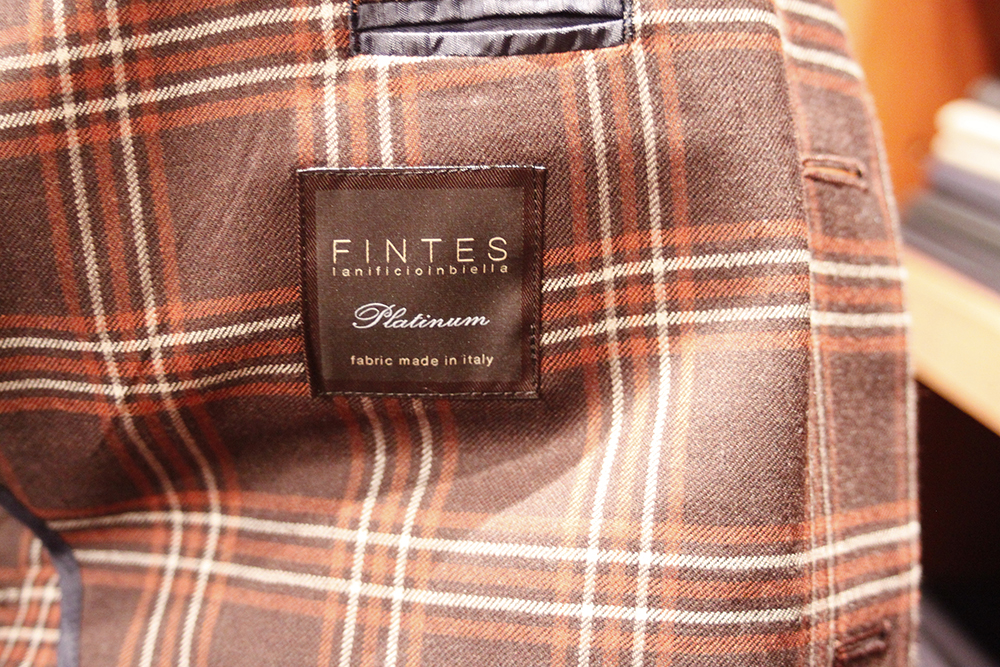 FINTES
lanificioinbiella
Platinum
fabric made in italy